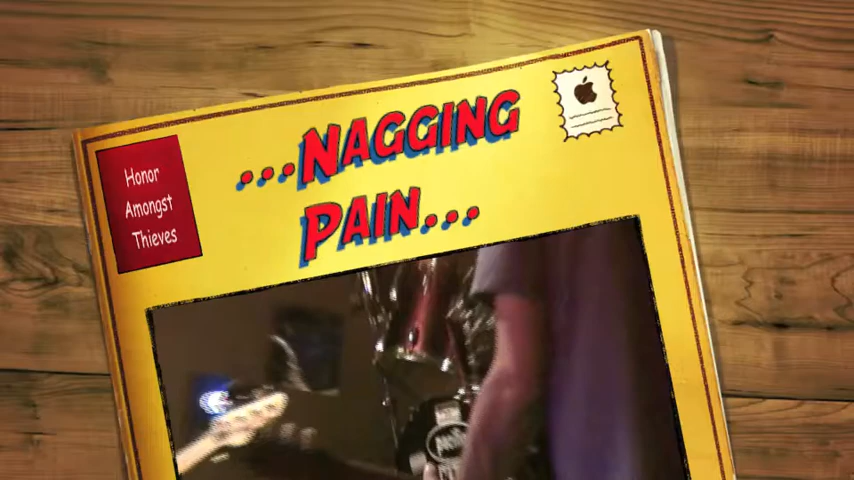 Honor
Amongst
Thieves
...NAGGING
PAIN...